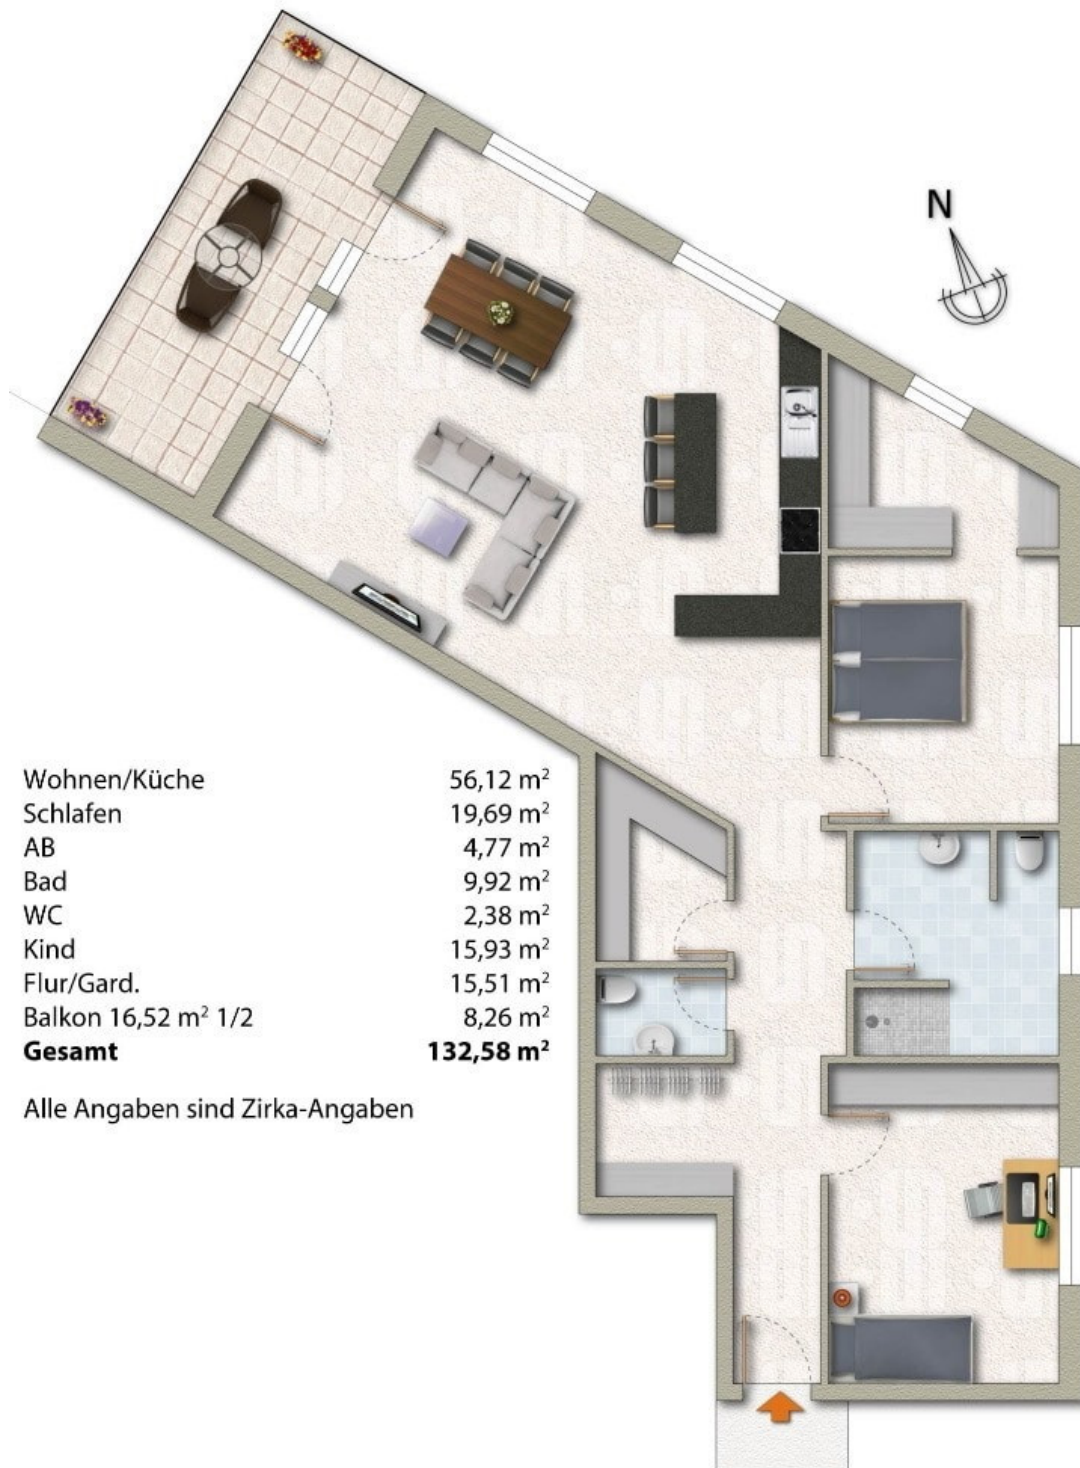 N
Wohnen/Küche 56,12 m²
Schlafen 19,69 m²
AB 4,77 m²
Bad 9,92 m²
WC 2,38 m²
Kind 15,93 m²
Flur/Gard. 15,51 m²
Balkon 16,52 m² 1/2 8,26 m²
Gesamt 132,58 m²
Alle Angaben sind Zirka-Angaben